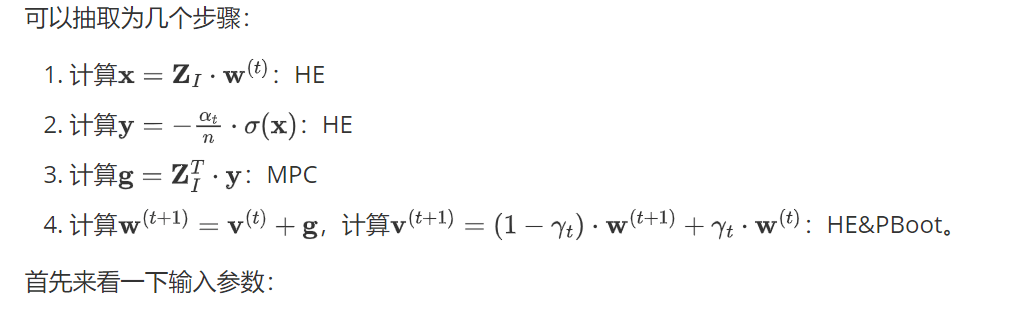 可以抽取为几个步骤：
1. 计算$\mathbf{x} = \mathbf{Z}_I \cdot \mathbf{w}^{(t)}$：HE
2. 计算$\mathbf{y} = -\frac{\alpha_t}{n} \cdot \sigma(\mathbf{x})$：HE
3. 计算$\mathbf{g} = \mathbf{Z}_I^T \cdot \mathbf{y}$：MPC
4. 计算$\mathbf{w}^{(t+1)} = \mathbf{v}^{(t)} + \mathbf{g}$，计算$\mathbf{v}^{(t+1)} = (1 - \gamma_t) \cdot \mathbf{w}^{(t+1)} + \gamma_t \cdot \mathbf{w}^{(t)}$：HE&PBoot。
首先来看一下输入参数：